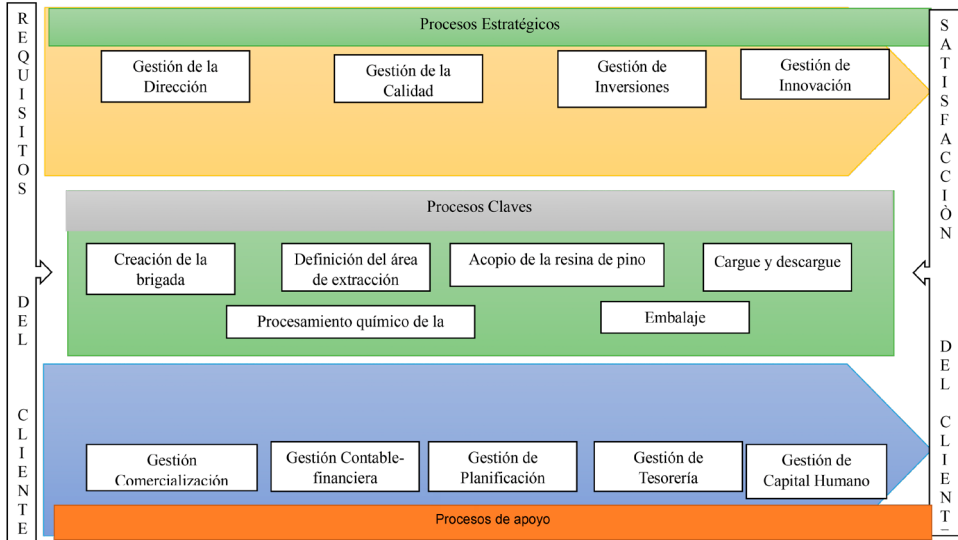 REQUISITOS DEL CLIENTE
Procesos Estratégicos
Gestión de la
Dirección
Gestión de la
Calidad
Gestión de
Inversiones
Gestión de
Innovación
Procesos Claves
Creación de la
brigada
Definición del área
de extracción
Acopio de la resina de pino
Cargue y descargue
Procesamiento químico de la
Embalaje
Gestión
Comercialización
Gestión Contable-
financiera
Gestión de
Planificación
Gestión de
Tesorería
Gestión de
Capital Humano
Procesos de apoyo
SATISFACCIÒN DEL CLIENT